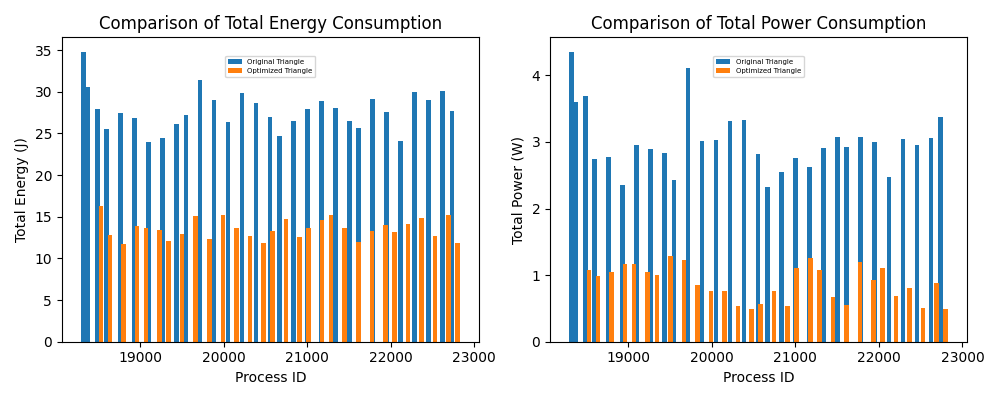 Comparison of Total Energy Consumption
Original Triangle
Optimized Triangle
Total Energy (J)
35
30
25
20
15
10
5
0
19000 20000 21000 22000 23000
Process ID
Comparison of Total Power Consumption
Original Triangle
Optimized Triangle
Total Power (W)
4
3
2
1
0
19000 20000 21000 22000 23000
Process ID